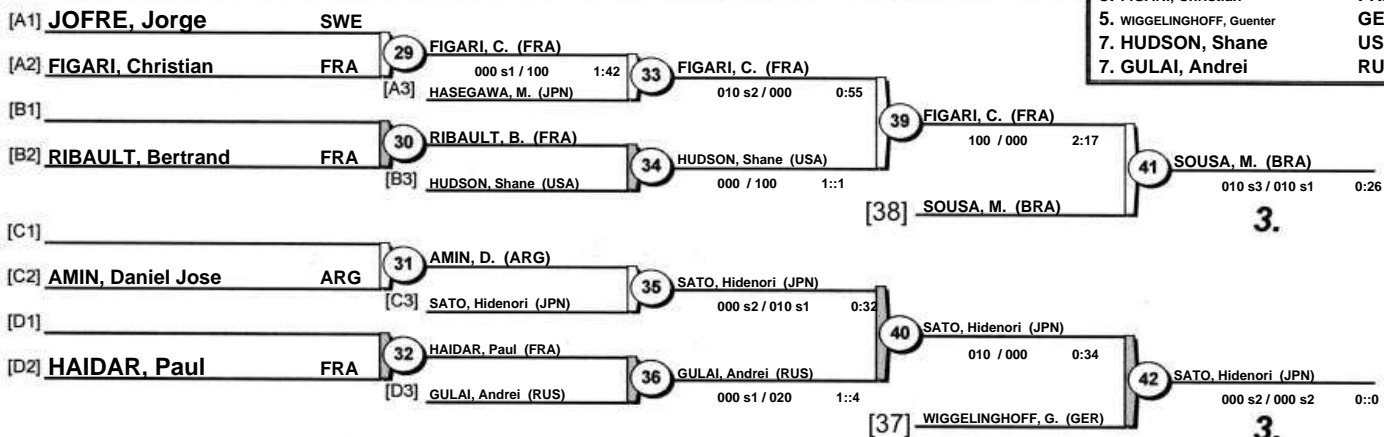 5. WIGGELINGHOFF, Guenter GE
7. HUDSON, Shane US
7. GULAI, Andrei RU
[A1] JOFRE, Jorge SWE
[A2] FIGARI, Christian FRA
29
FIGARI, C. (FRA)
000 s1 / 100 1:42
[A3] HASEGAWA, M. (JPN)
33
FIGARI, C. (FRA)
010 s2 / 000 0:55
[B1]
[B2] RIBAULT, Bertrand FRA
30
RIBAULT, B. (FRA)
[B3] HUDSON, Shane (USA)
34
HUDSON, Shane (USA)
000 / 100 1::1
39
FIGARI, C. (FRA)
100 / 000 2:17
[38] SOUSA, M. (BRA)
41
SOUSA, M. (BRA)
010 s3 / 010 s1 0:26
3.
[C1]
[C2] AMIN, Daniel Jose ARG
31
AMIN, D. (ARG)
[C3] SATO, Hidenori (JPN)
35
SATO, Hidenori (JPN)
000 s2 / 010 s1 0:32
[D1]
[D2] HAIDAR, Paul FRA
32
HAIDAR, Paul (FRA)
[D3] GULAI, Andrei (RUS)
36
GULAI, Andrei (RUS)
000 s1 / 020 1::4
40
SATO, Hidenori (JPN)
010 / 000 0:34
[37] WIGGELINGHOFF, G. (GER)
42
SATO, Hidenori (JPN)
000 s2 / 000 s2 0::0
3.